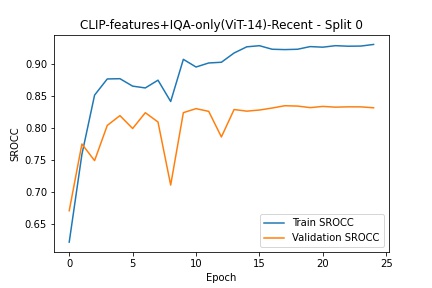 CLIP-features+IQA-only(ViT-14)-Recent - Split 0
0.90
0.85
0.80
0.75
0.70
0.65
SROCC
Train SROCC
Validation SROCC
0 5 10 15 20 25
Epoch